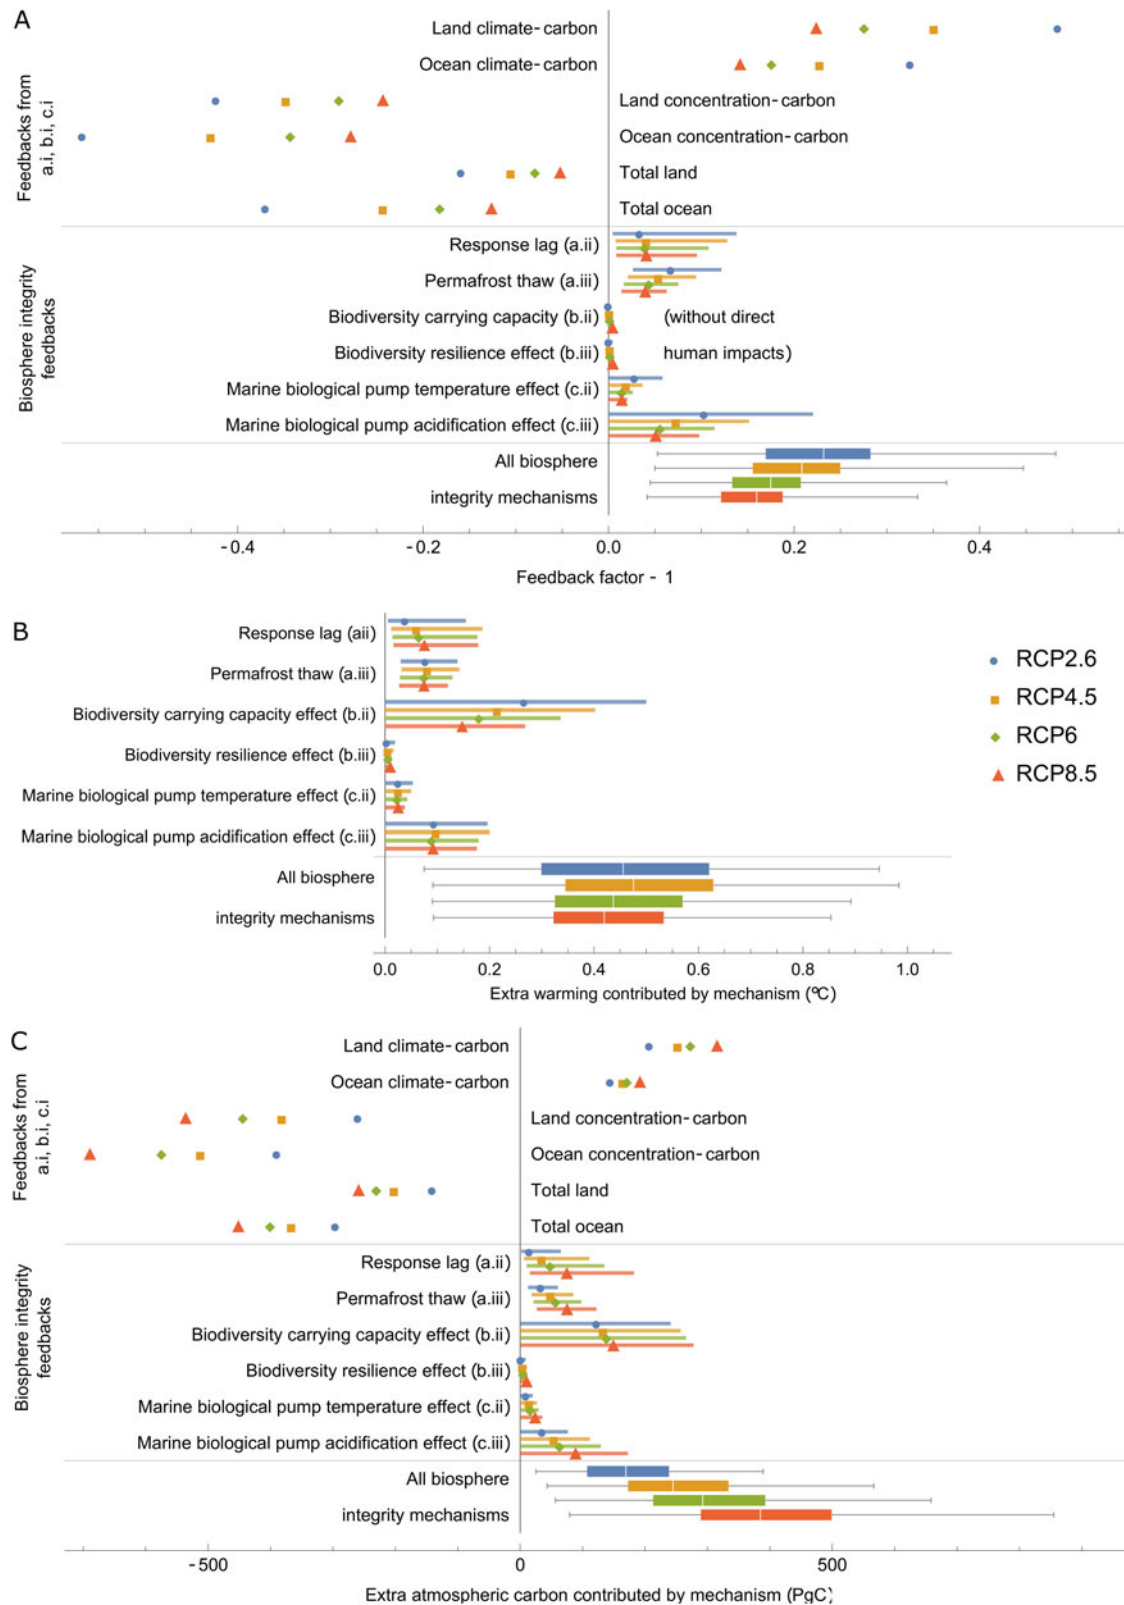 A
Land climate-carbon
Ocean climate-carbon
Land concentration-carbon
Ocean concentration-carbon
Total land
Total ocean
Feedbacks from
a.i, b.i, c.i
Response lag (a.ii)
Permafrost thaw (a.iii)
Biodiversity carrying capacity (b.ii) (without direct
Biodiversity resilience effect (b.iii) human impacts)
Marine biological pump temperature effect (c.ii)
Marine biological pump acidification effect (c.iii)
Biosphere integrity
feedbacks
All biosphere
integrity mechanisms
-0.4 -0.2 0.0 0.2 0.4
Feedback factor - 1
B
Response lag (aii)
Permafrost thaw (a.iii)
Biodiversity carrying capacity effect (b.ii)
Biodiversity resilience effect (b.iii)
Marine biological pump temperature effect (c.ii)
Marine biological pump acidification effect (c.iii)
All biosphere
integrity mechanisms
0.0 0.2 0.4 0.6 0.8 1.0
Extra warming contributed by mechanism (ºC)
RCP2.6
RCP4.5
RCP6
RCP8.5
C
Land climate-carbon
Ocean climate-carbon
Land concentration-carbon
Ocean concentration-carbon
Total land
Total ocean
Feedbacks from
a.i, b.i, c.i
Response lag (a.ii)
Permafrost thaw (a.iii)
Biodiversity carrying capacity effect (b.ii)
Biodiversity resilience effect (b.iii)
Marine biological pump temperature effect (c.ii)
Marine biological pump acidification effect (c.iii)
Biosphere integrity
feedbacks
All biosphere
integrity mechanisms
-500 0 500
Extra atmospheric carbon contributed by mechanism (PgC)